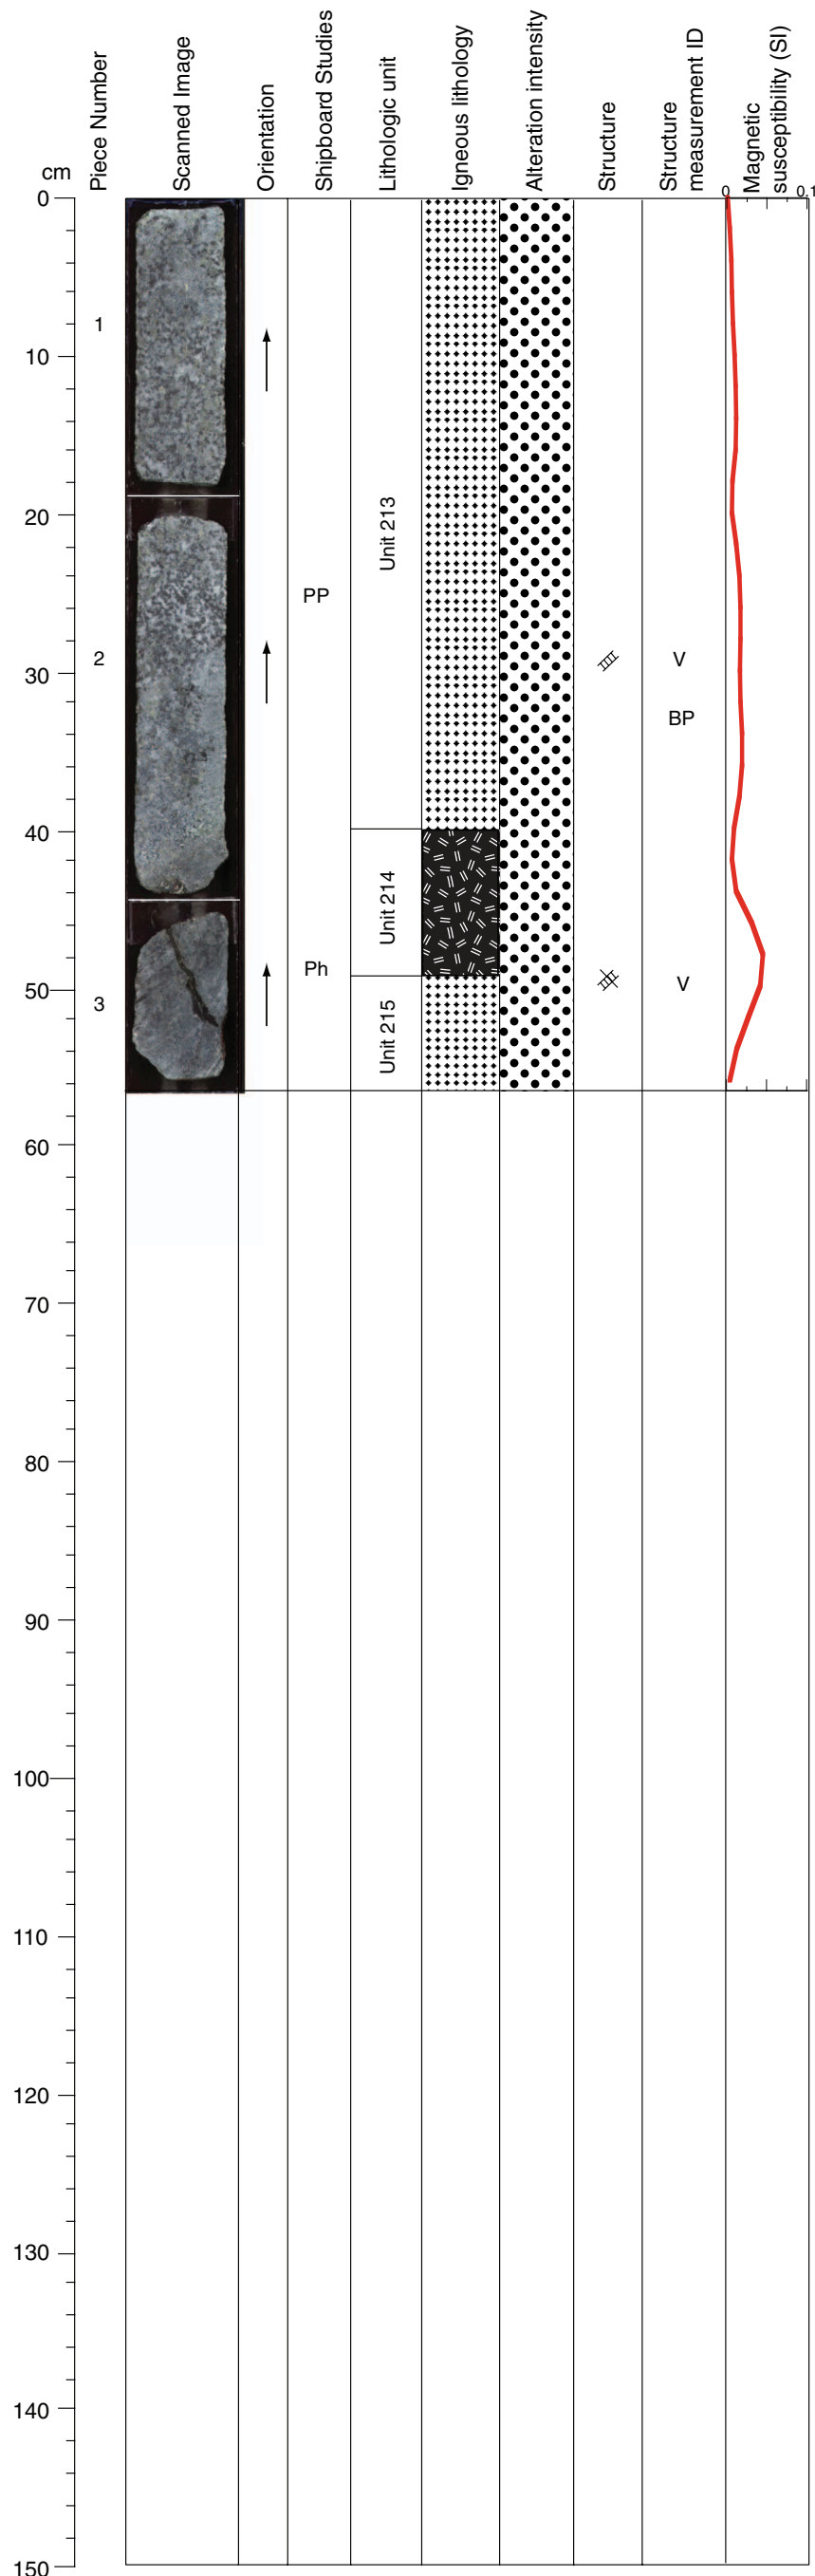 cm
Piece Number
Scanned Image
Orientation
Shipboard Studies
Lithologic unit
Igneous lithology
Alteration intensity
Structure
Structure
measurement ID
Magnetic
susceptibility (SI)
0
0.1
0
1
10
Unit 213
20
PP
2
V
30
BP
40
Unit 214
Ph
V
50
3
Unit 215
60
70
80
90
100
110
120
130
140
150